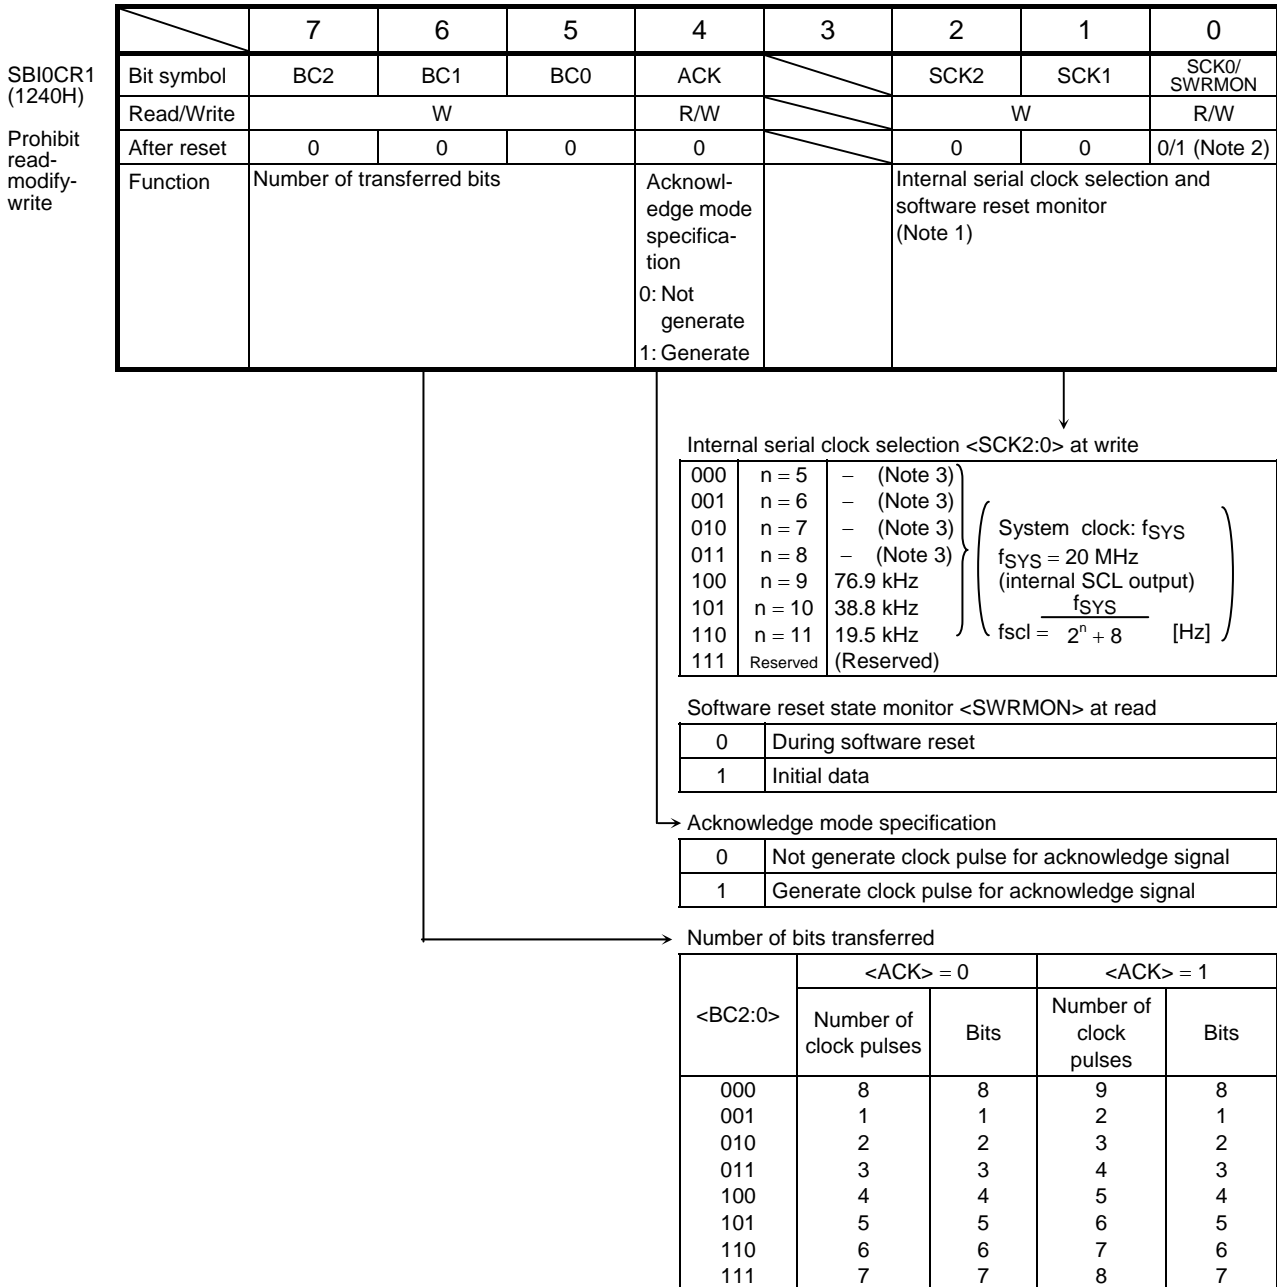 7 6 5 4 3 2 1 0
SBI0CR1
(1240H)
Prohibit
read-
modify-
write
Bit symbol BC2 BC1 BC0 ACK SCK2 SCK1 SCK0/
SWRMON
Read/Write W R/W W R/W
After reset 0 0 0 0 0 0 0/1 (Note 2)
Function Number of transferred bits
Acknowl-
edge mode
specifica-
tion
0: Not
generate
1: Generate
Internal serial clock selection and
software reset monitor
(Note 1)
Internal serial clock selection <SCK2:0> at write
000 n = 5 − (Note 3)
001 n = 6 − (Note 3)
010 n = 7 − (Note 3)
011 n = 8 − (Note 3)
100 n = 9 76.9 kHz
101 n = 10 38.8 kHz
110 n = 11 19.5 kHz
111 Reserved (Reserved)
System clock: fSYS
fSYS = 20 MHz
(internal SCL output)
fSYS
fscl = 2^n + 8 [Hz]
Software reset state monitor <SWRMON> at read
0 During software reset
1 Initial data
Acknowledge mode specification
0 Not generate clock pulse for acknowledge signal
1 Generate clock pulse for acknowledge signal
Number of bits transferred
<BC2:0> <ACK> = 0 <ACK> = 1
Number of
clock pulses
Bits
Number of
clock
pulses
Bits
000 8 8 9 8
001 1 1 2 1
010 2 2 3 2
011 3 3 4 3
100 4 4 5 4
101 5 5 6 5
110 6 6 7 6
111 7 7 8 7